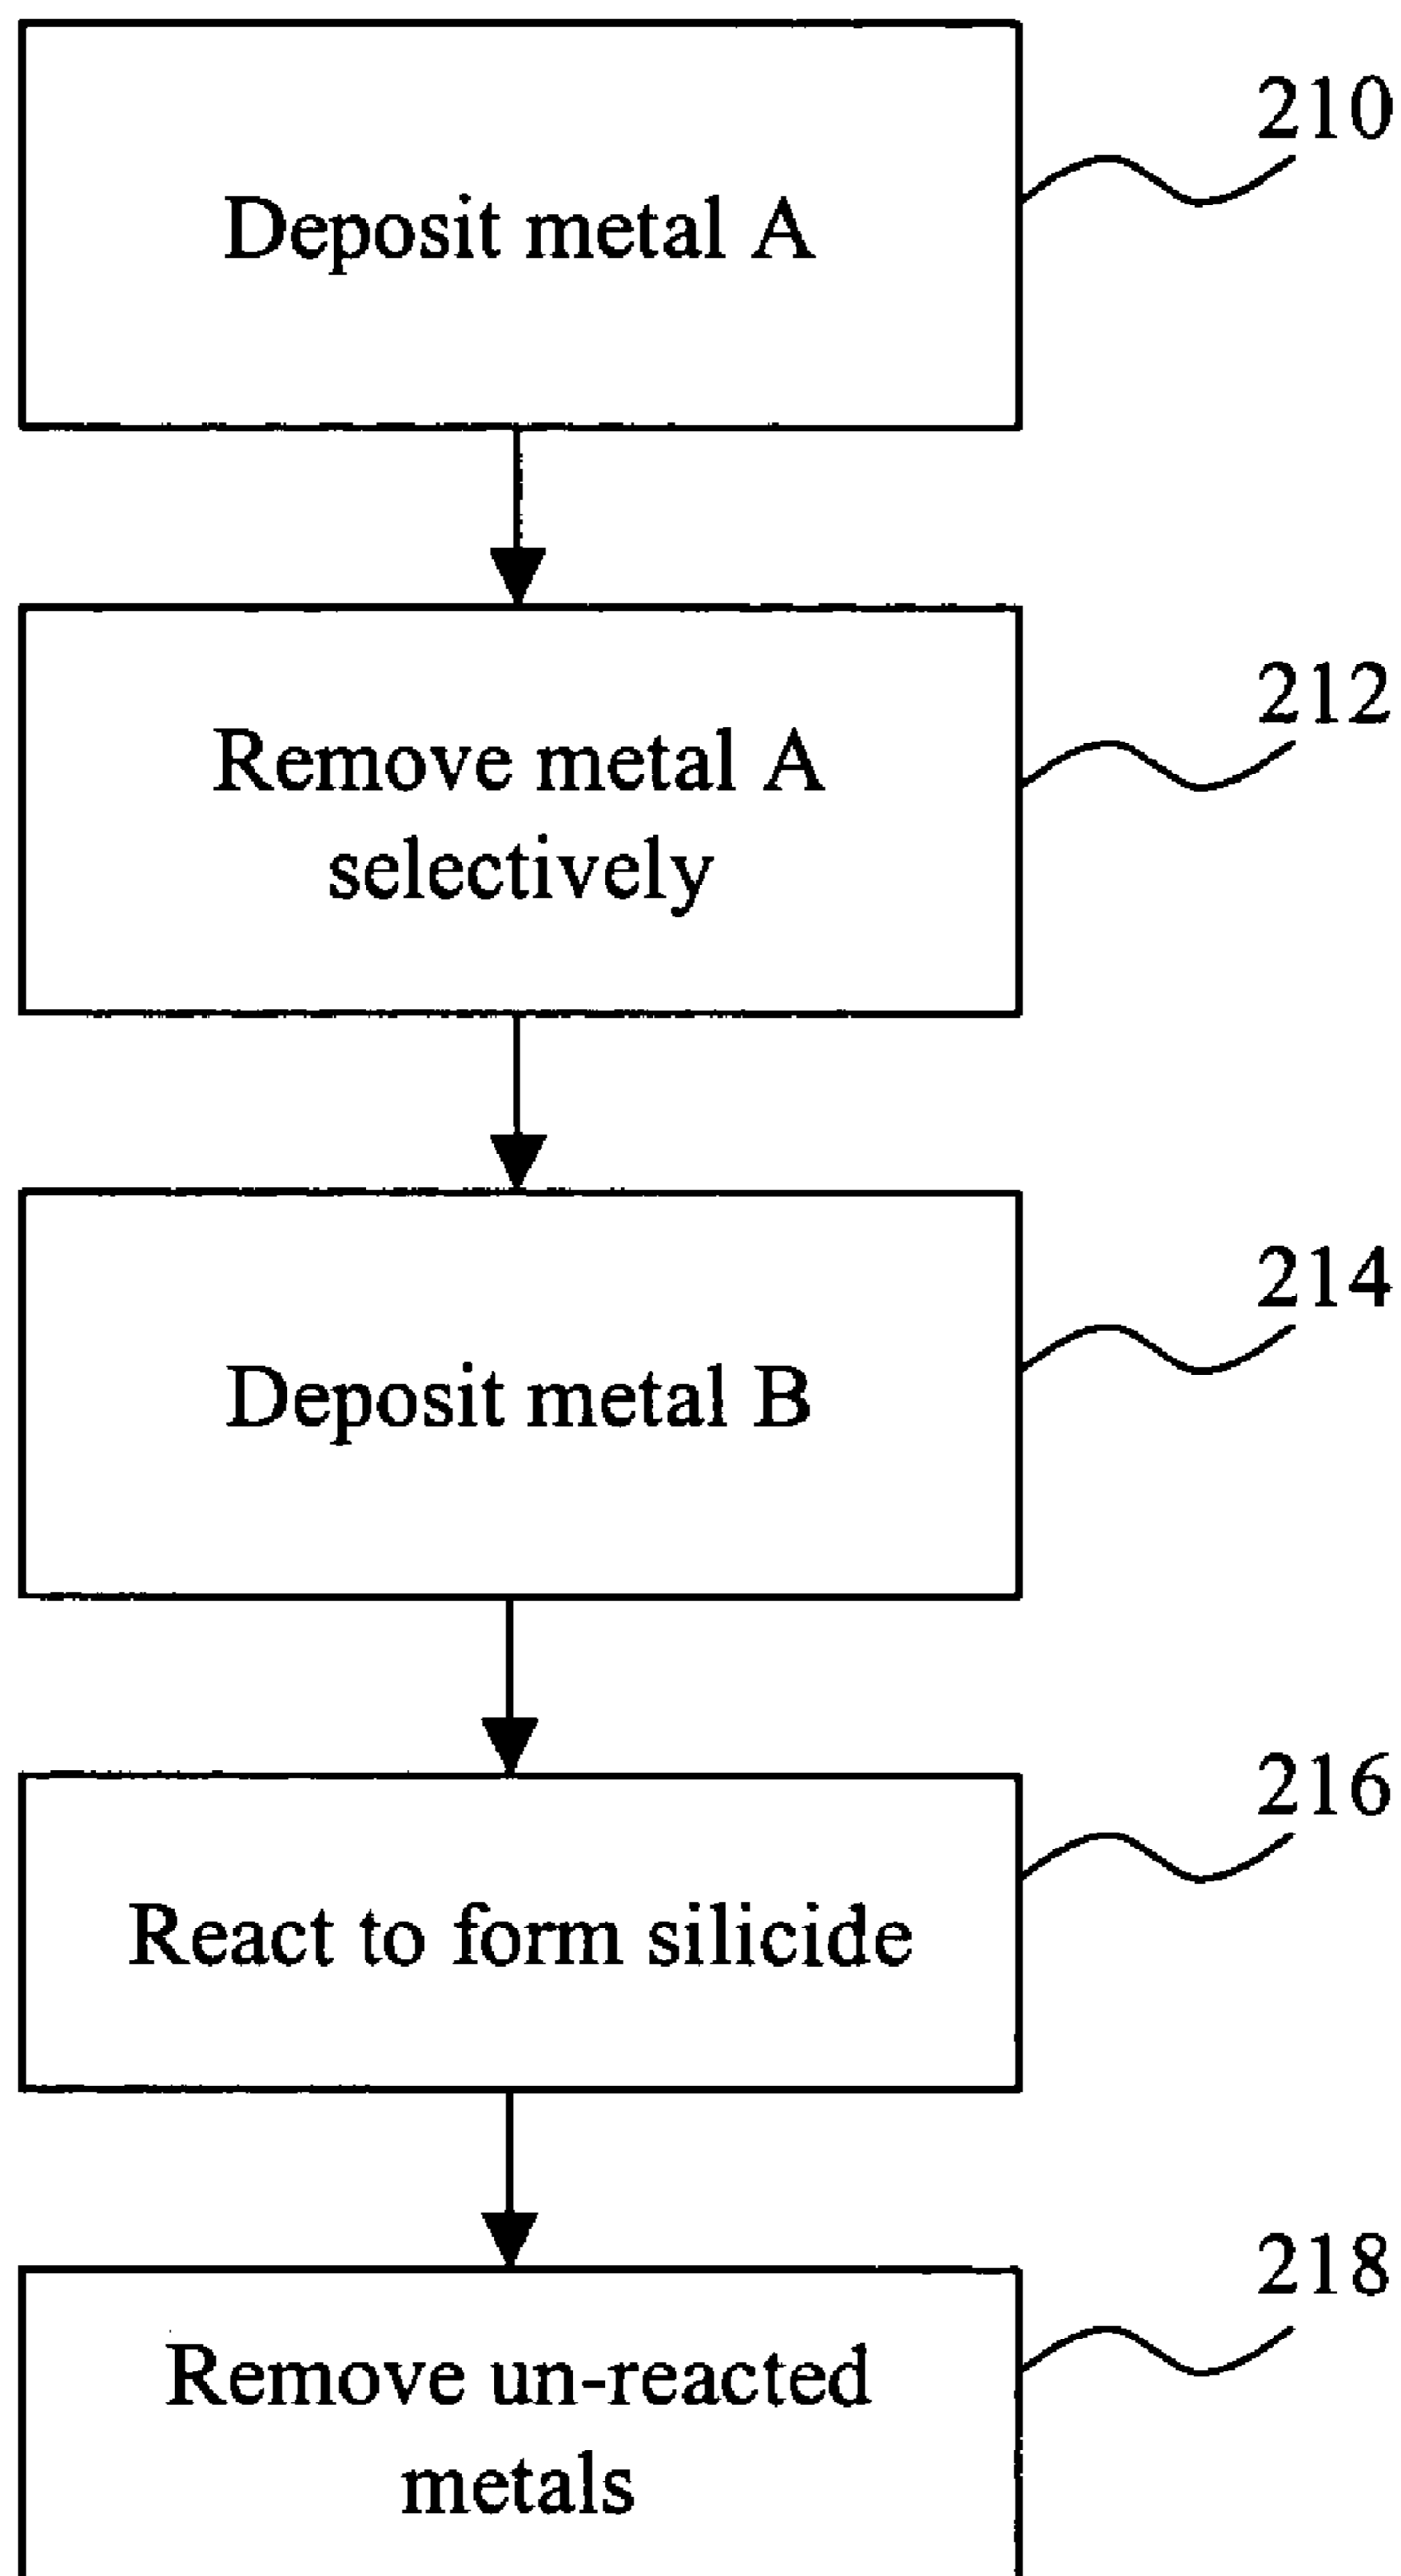 210
Deposit metal A
212
Remove metal A
selectively
214
Deposit metal B
216
React to form silicide
218
Remove un-reacted
metals